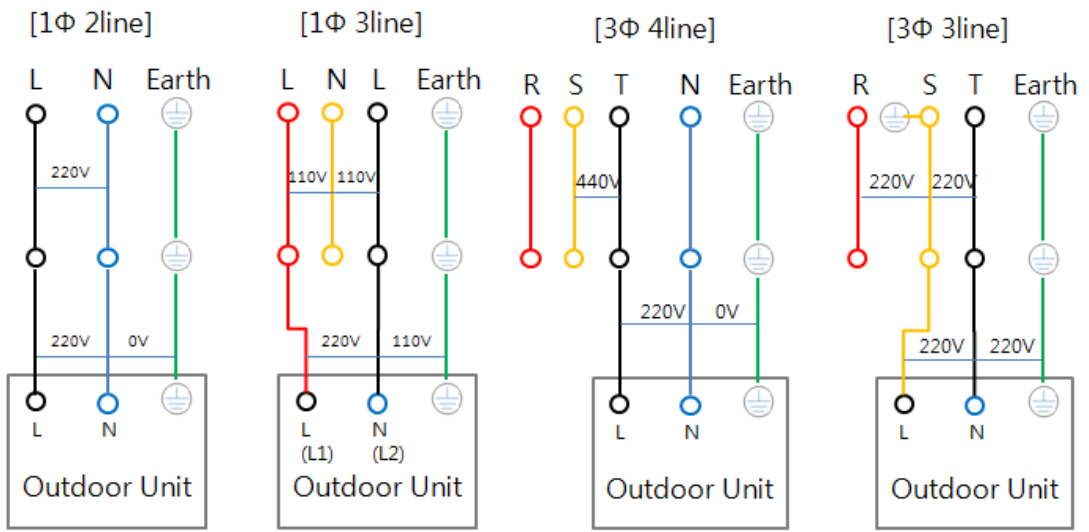 [1Φ 2line]
L N Earth
220V
220V 0V
L N
Outdoor Unit
[1Φ 3line]
L N L Earth
110V 110V
220V 110V
L N
(L1) (L2)
Outdoor Unit
[3Φ 4line]
R S T N Earth
440V
220V 0V
L N
Outdoor Unit
[3Φ 3line]
R S T Earth
220V 220V
220V 220V
L N
Outdoor Unit